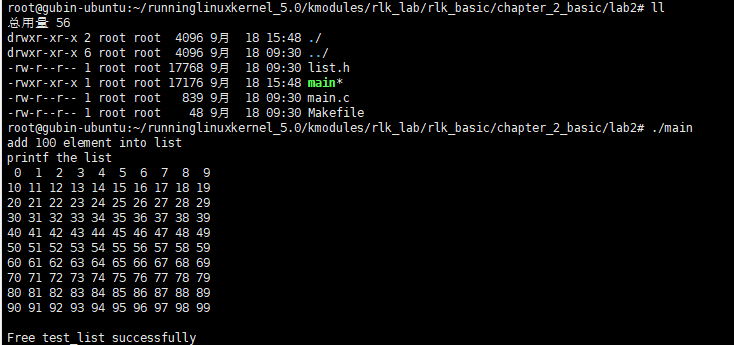 root@gubin-ubuntu:~/runninglinuxkernel_5.0/kmodules/rlk_lab/rlk_basic/chapter_2_basic/lab2# ll
总用量 56
drwxr-xr-x 2 root root  4096 9月  18 15:48 ./
drwxr-xr-x 6 root root  4096 9月  18 09:30 ../
-rw-r--r-- 1 root root 17768 9月  18 09:30 list.h
-rwxr-xr-x 1 root root 17176 9月  18 15:48 main*
-rw-r--r-- 1 root root   839 9月  18 09:30 main.c
-rw-r--r-- 1 root root    48 9月  18 09:30 Makefile
root@gubin-ubuntu:~/runninglinuxkernel_5.0/kmodules/rlk_lab/rlk_basic/chapter_2_basic/lab2# ./main
add 100 element into list
printf the list
 0  1  2  3  4  5  6  7  8  9
10 11 12 13 14 15 16 17 18 19
20 21 22 23 24 25 26 27 28 29
30 31 32 33 34 35 36 37 38 39
40 41 42 43 44 45 46 47 48 49
50 51 52 53 54 55 56 57 58 59
60 61 62 63 64 65 66 67 68 69
70 71 72 73 74 75 76 77 78 79
80 81 82 83 84 85 86 87 88 89
90 91 92 93 94 95 96 97 98 99
Free test_list successfully